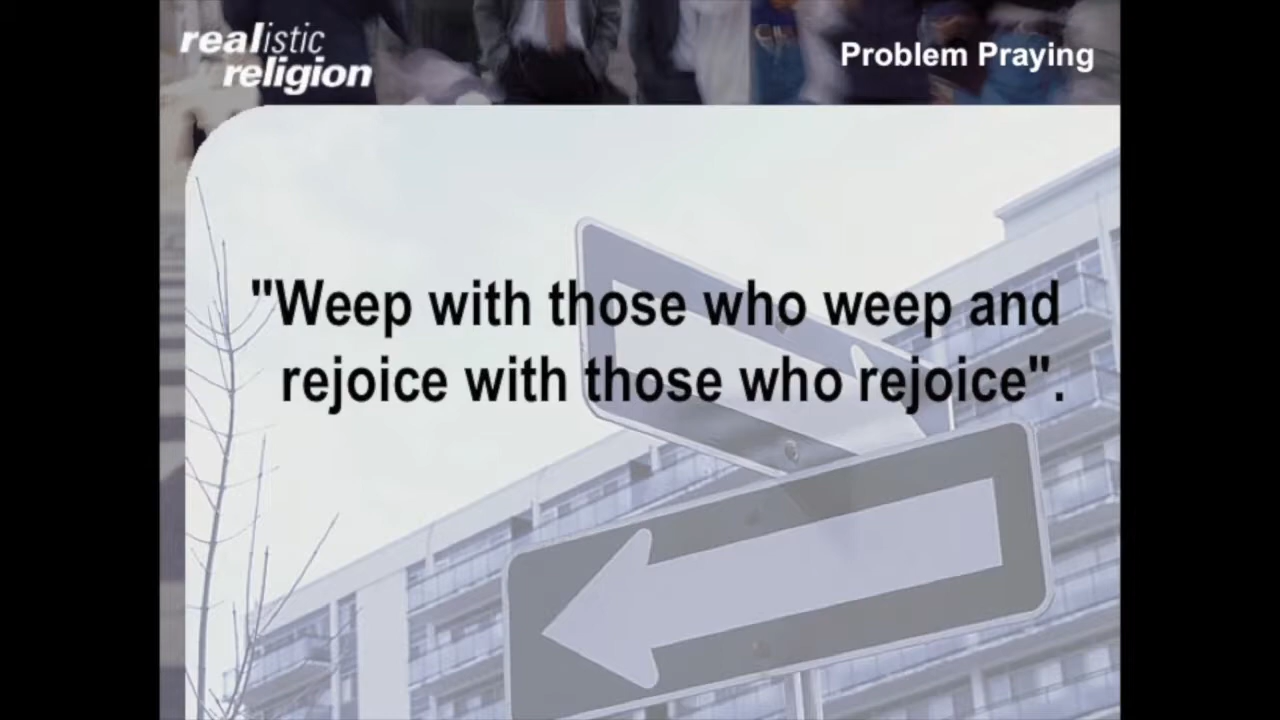 realistic
religion
Problem Praying
"Weep with those who weep and
rejoice with those who rejoice".